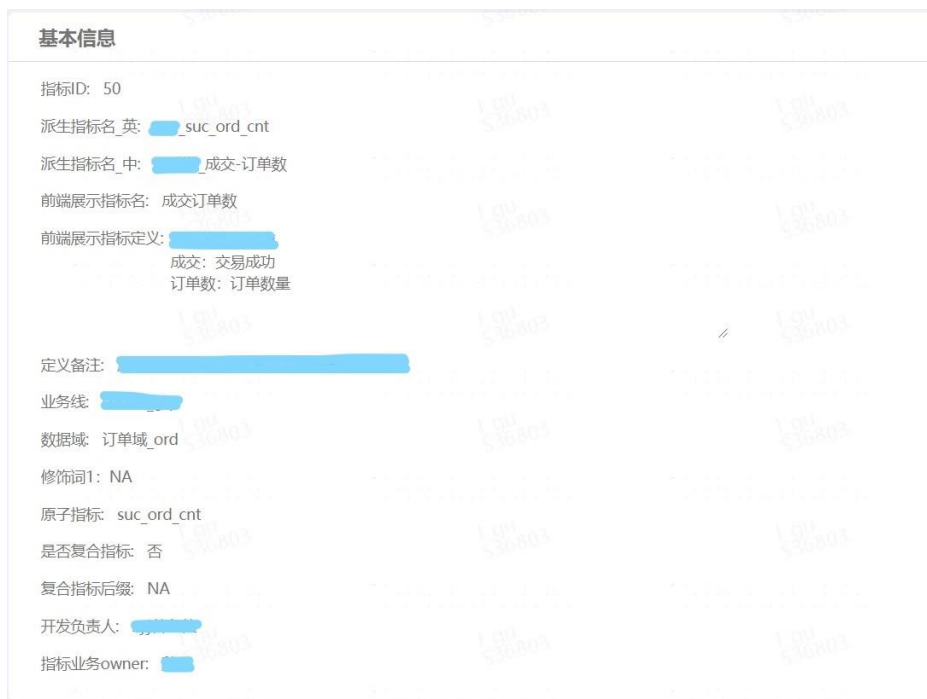 基本信息
指标ID: 50
派生指标名_英: _suc_ord_cnt
派生指标名_中: _成交-订单数
前端展示指标名: 成交订单数
前端展示指标定义:
成交：交易成功
订单数：订单数量
定义备注:
业务线:
数据域: 订单域_ord
修饰词1：NA
原子指标: suc_ord_cnt
是否复合指标: 否
复合指标后缀: NA
开发负责人:
指标业务owner: